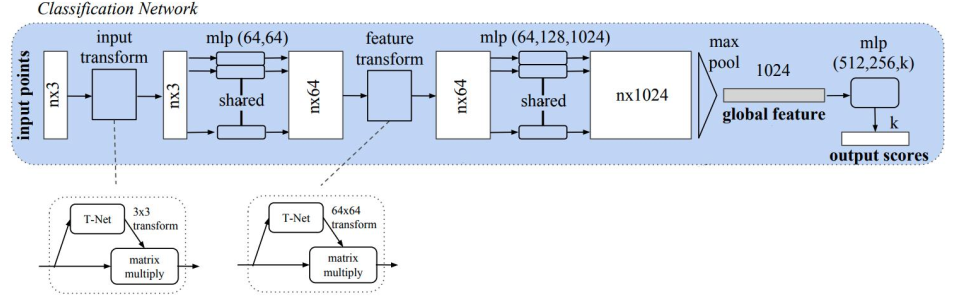 Classification Network
input points
nx3
input
transform
nx3
mlp (64,64)
shared
nx64
feature
transform
nx64
mlp (64,128,1024)
shared
nx1024
max
pool
1024
global feature
mlp
(512,256,k)
k
output scores
T-Net
3x3
transform
matrix
multiply
T-Net
64x64
transform
matrix
multiply